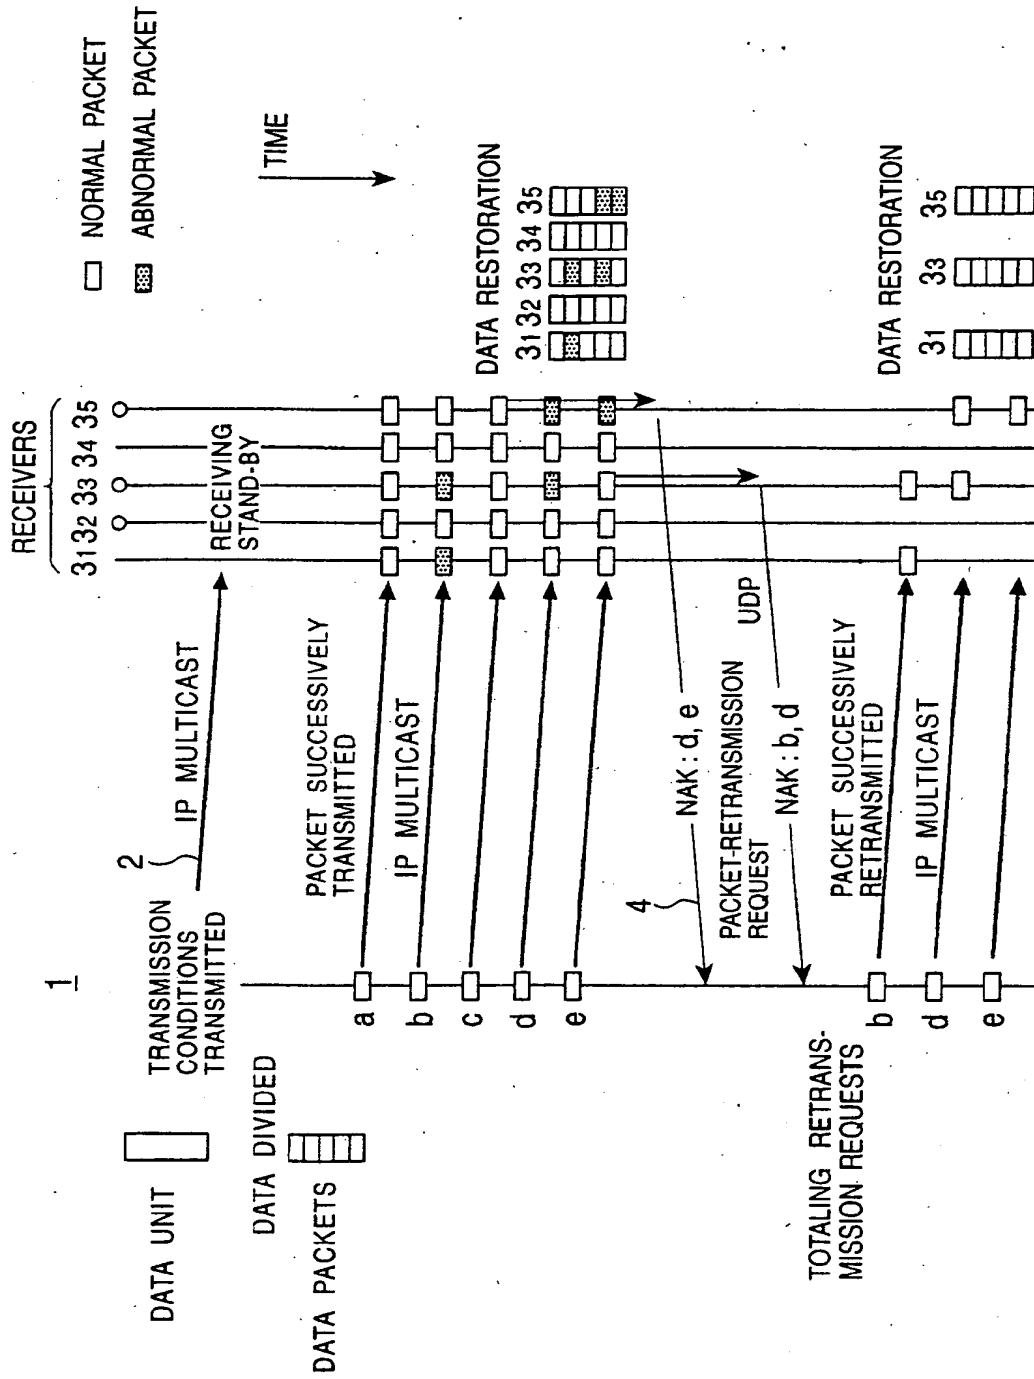 RECEIVERS
31 32 33 34 35
NORMAL PACKET
ABNORMAL PACKET
TIME
1
2
TRANSMISSION
CONDITIONS
TRANSMITTED
IP MULTICAST
RECEIVING
STAND-BY
DATA UNIT
DATA DIVIDED
DATA PACKETS
PACKET SUCCESSIVELY
TRANSMITTED
IP MULTICAST
a
b
c
d
e
DATA RESTORATION
31 32 33 34 35
4
NAK : d, e
PACKET-RETRANSMISSION
REQUEST
UDP
NAK : b, d
TOTALING RETRANS-
MISSION REQUESTS
PACKET SUCCESSIVELY
RETRANSMITTED
IP MULTICAST
b
d
e
DATA RESTORATION
31 33 35